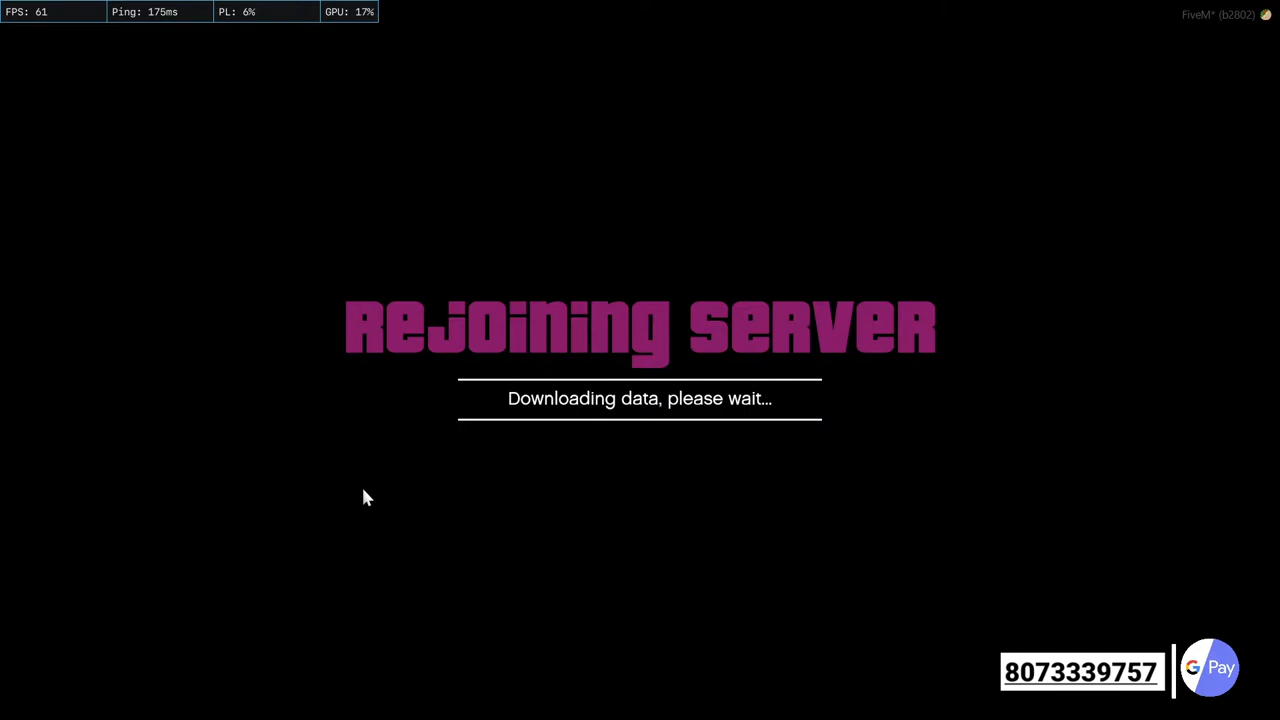 FPS: 61 Ping: 175ms PL: 6% GPU: 17%
FiveM* (b2802)
Rejoining Server
Downloading data, please wait...
8073339757
G Pay